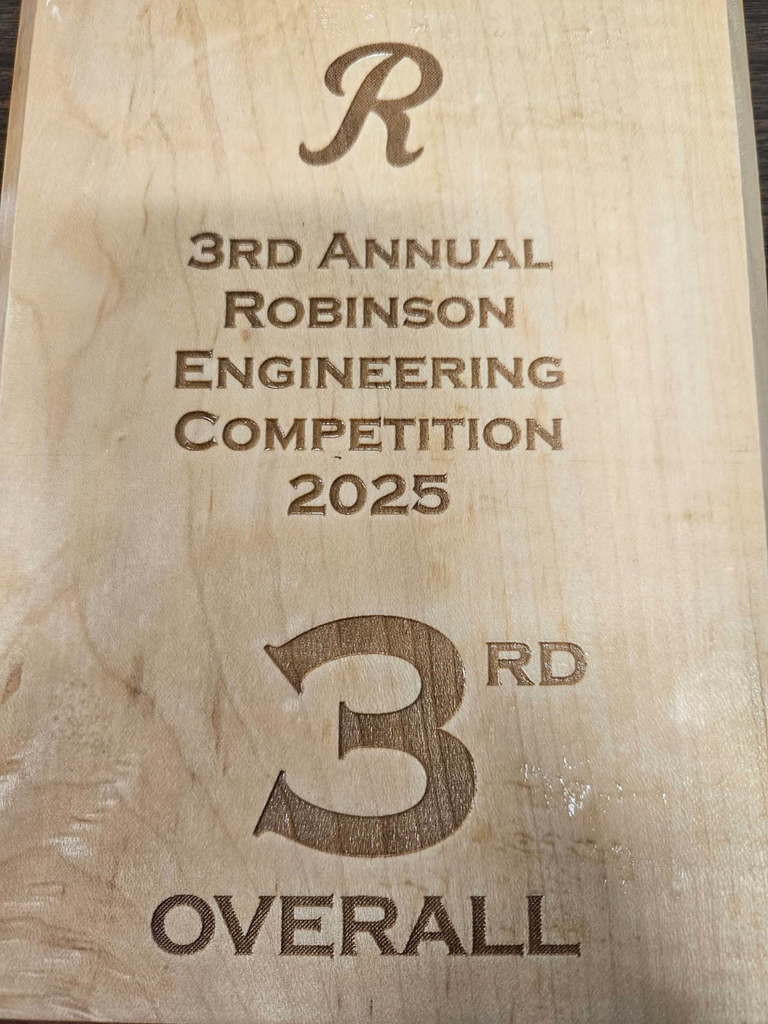 R
3RD ANNUAL
ROBINSON
ENGINEERING
COMPETITION
2025
3RD
OVERALL